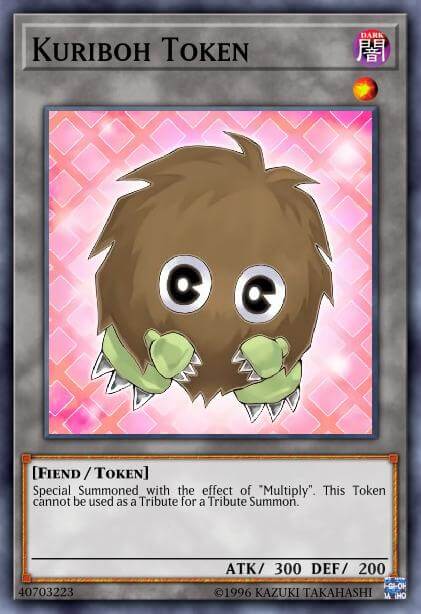 Kuriboh Token
DARK
闇
[Fiend / Token]
Special Summoned with the effect of "Multiply". This Token
cannot be used as a Tribute for a Tribute Summon.
ATK/ 300 DEF/ 200
40703223
©1996 KAZUKI TAKAHASHI